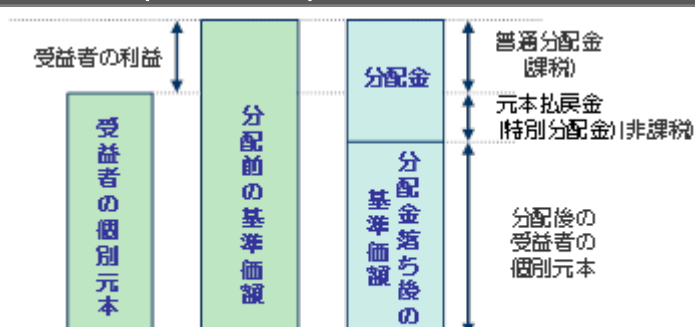 受益者の利益
受益者の個別元本
分配前の基準価額
分配金
分配金落ち後の
基準価額
普通分配金
(課税)
元本払戻金
(特別分配金)(非課税)
分配後の
受益者の
個別元本